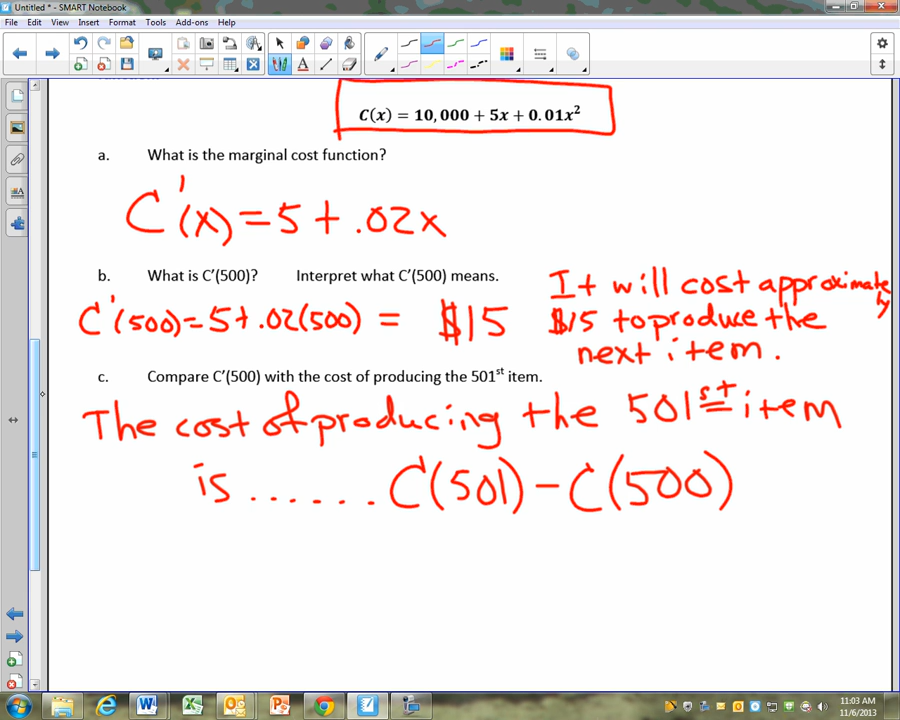 Untitled * - SMART Notebook
File Edit View Insert Format Tools Add-ons Help
C(x) = 10,000 + 5x + 0.01x²
a. What is the marginal cost function?
C'(x) = 5 + .02x
b. What is C′(500)? Interpret what C′(500) means.
It will cost approximately
C'(500) = 5 + .02(500) = $15
$15 to produce the
next item.
c. Compare C′(500) with the cost of producing the 501st item.
The cost of producing the 501st item
is ...... C(501) - C(500)
11:03 AM
11/6/2013